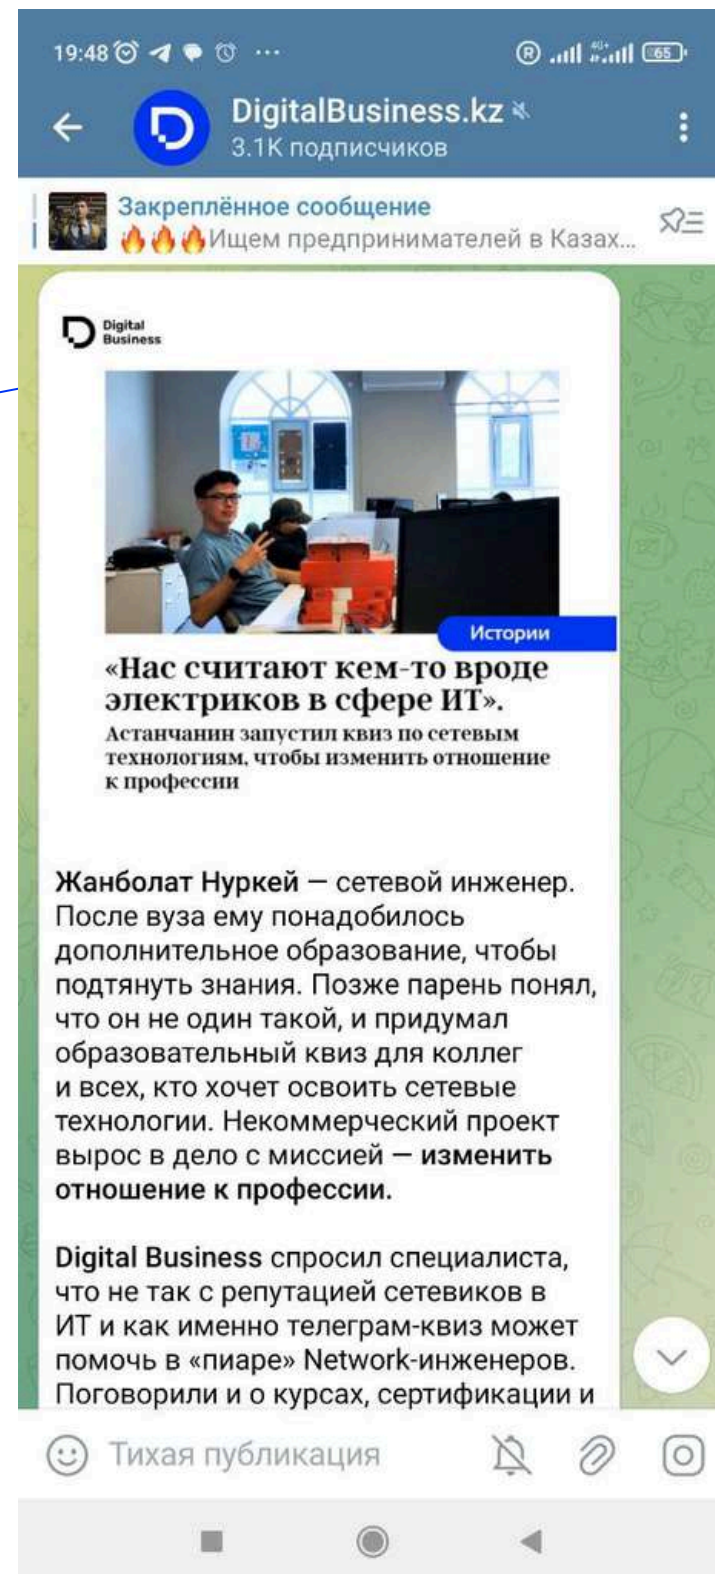 19:48
R
4G+
65
DigitalBusiness.kz
3.1K подписчиков
Закреплённое сообщение
🔥🔥🔥Ищем предпринимателей в Казах...
Digital
Business
Истории
«Нас считают кем-то вроде
электриков в сфере ИТ».
Астанчанин запустил квиз по сетевым
технологиям, чтобы изменить отношение
к профессии
Жанболат Нуркей — сетевой инженер.
После вуза ему понадобилось
дополнительное образование, чтобы
подтянуть знания. Позже парень понял,
что он не один такой, и придумал
образовательный квиз для коллег
и всех, кто хочет освоить сетевые
технологии. Некоммерческий проект
вырос в дело с миссией — изменить
отношение к профессии.
Digital Business спросил специалиста,
что не так с репутацией сетевиков в
ИТ и как именно телеграм-квиз может
помочь в «пиаре» Network-инженеров.
Поговорили и о курсах, сертификации и
Тихая публикация